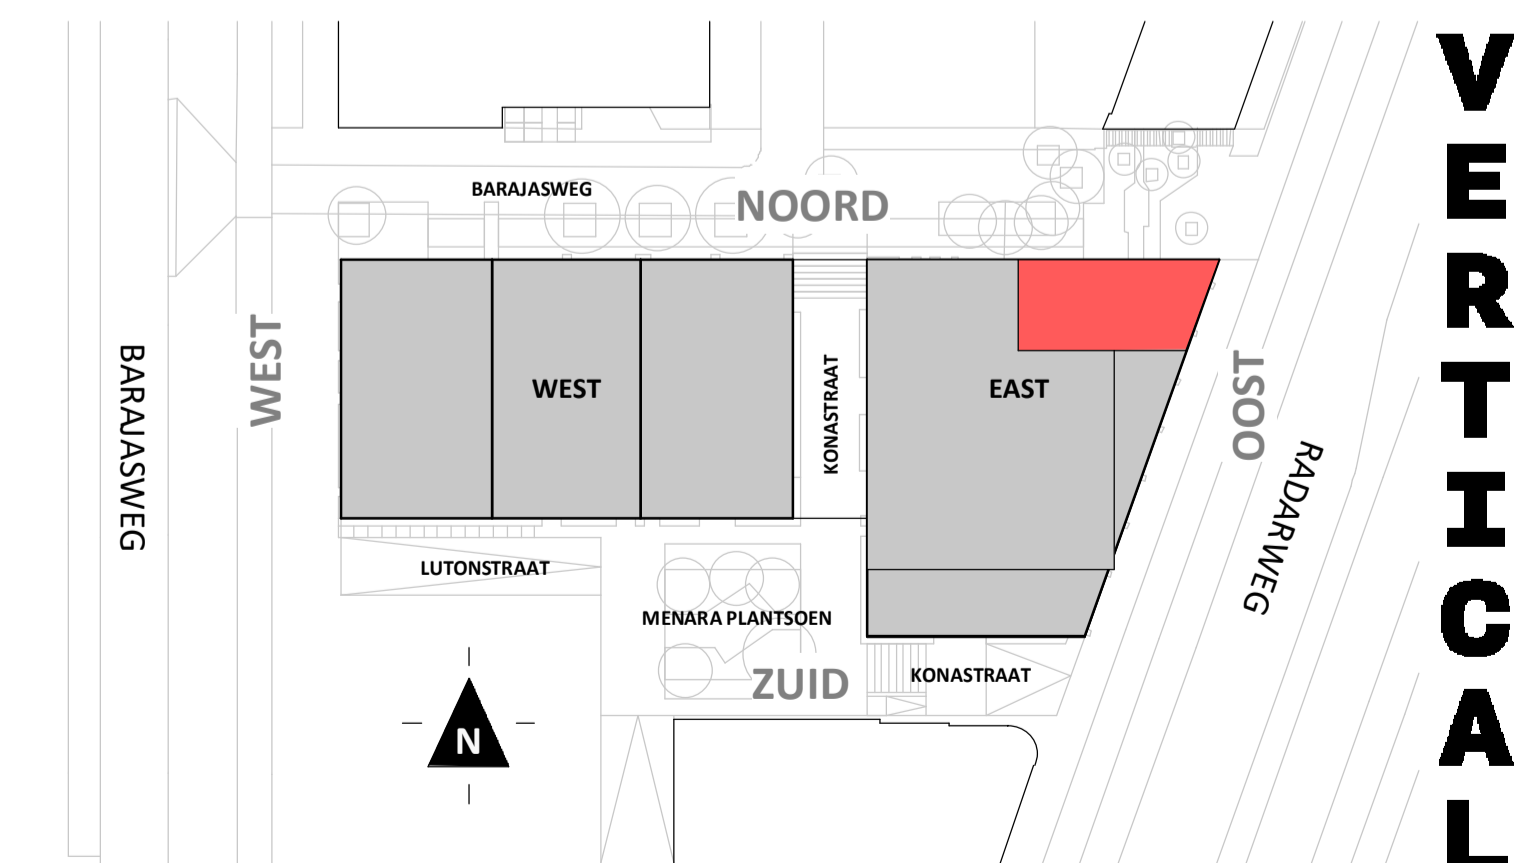 BARAJASWEG
NOORD
WEST
BARAJASWEG
WEST
KONASTRAAT
EAST
OOST
RADARWEG
LUTONSTRAAT
MENARA PLANTSOEN
ZUID
KONASTRAAT
N
VERTICAL